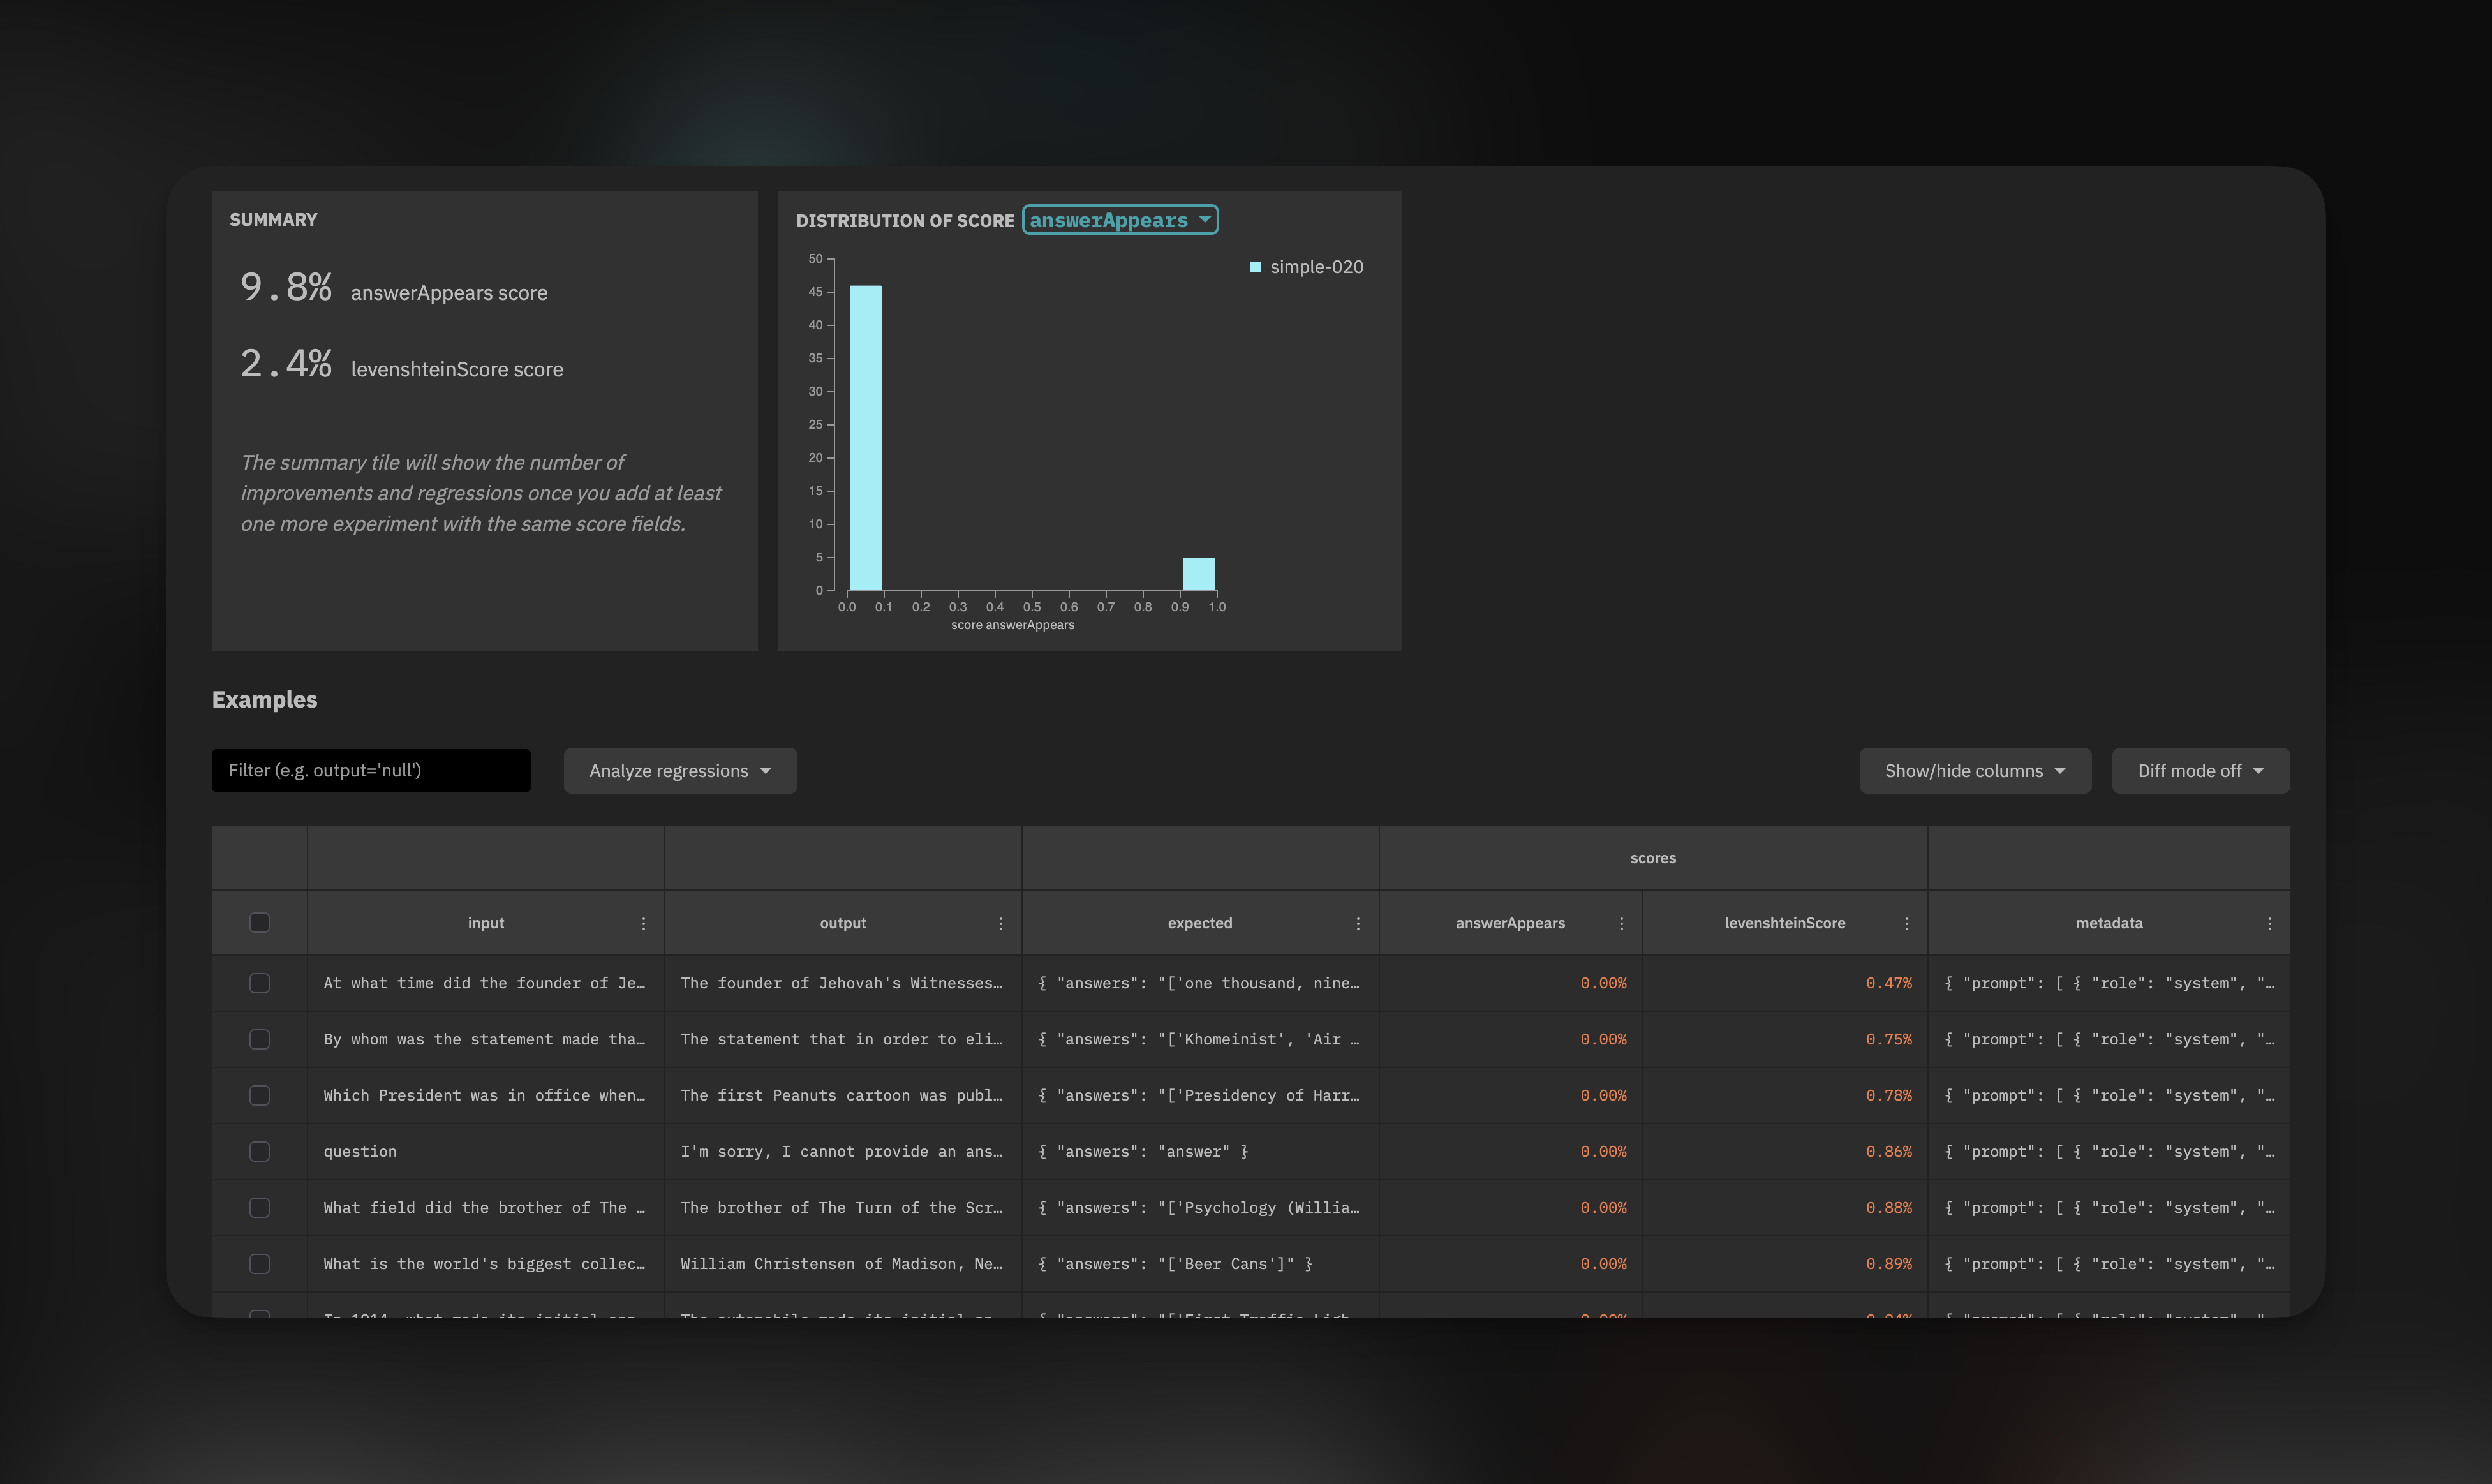 SUMMARY
9.8% answerAppears score
2.4% levenshteinScore score
The summary tile will show the number of
improvements and regressions once you add at least
one more experiment with the same score fields.
DISTRIBUTION OF SCORE answerAppears
simple-020
50
45
40
35
30
25
20
15
10
5
0
0.0 0.1 0.2 0.3 0.4 0.5 0.6 0.7 0.8 0.9 1.0
score answerAppears
Examples
Filter (e.g. output='null') Analyze regressions Show/hide columns Diff mode off
scores
input output expected answerAppears levenshteinScore metadata
At what time did the founder of Je… The founder of Jehovah's Witnesses… { "answers": "['one thousand, nine… 0.00% 0.47% { "prompt": [ { "role": "system", "…
By whom was the statement made tha… The statement that in order to eli… { "answers": "['Khomeinist', 'Air … 0.00% 0.75% { "prompt": [ { "role": "system", "…
Which President was in office when… The first Peanuts cartoon was publ… { "answers": "['Presidency of Harr… 0.00% 0.78% { "prompt": [ { "role": "system", "…
question I'm sorry, I cannot provide an ans… { "answers": "answer" } 0.00% 0.86% { "prompt": [ { "role": "system", "…
What field did the brother of The … The brother of The Turn of the Scr… { "answers": "['Psychology (Willia… 0.00% 0.88% { "prompt": [ { "role": "system", "…
What is the world's biggest collec… William Christensen of Madison, Ne… { "answers": "['Beer Cans']" } 0.00% 0.89% { "prompt": [ { "role": "system", "…